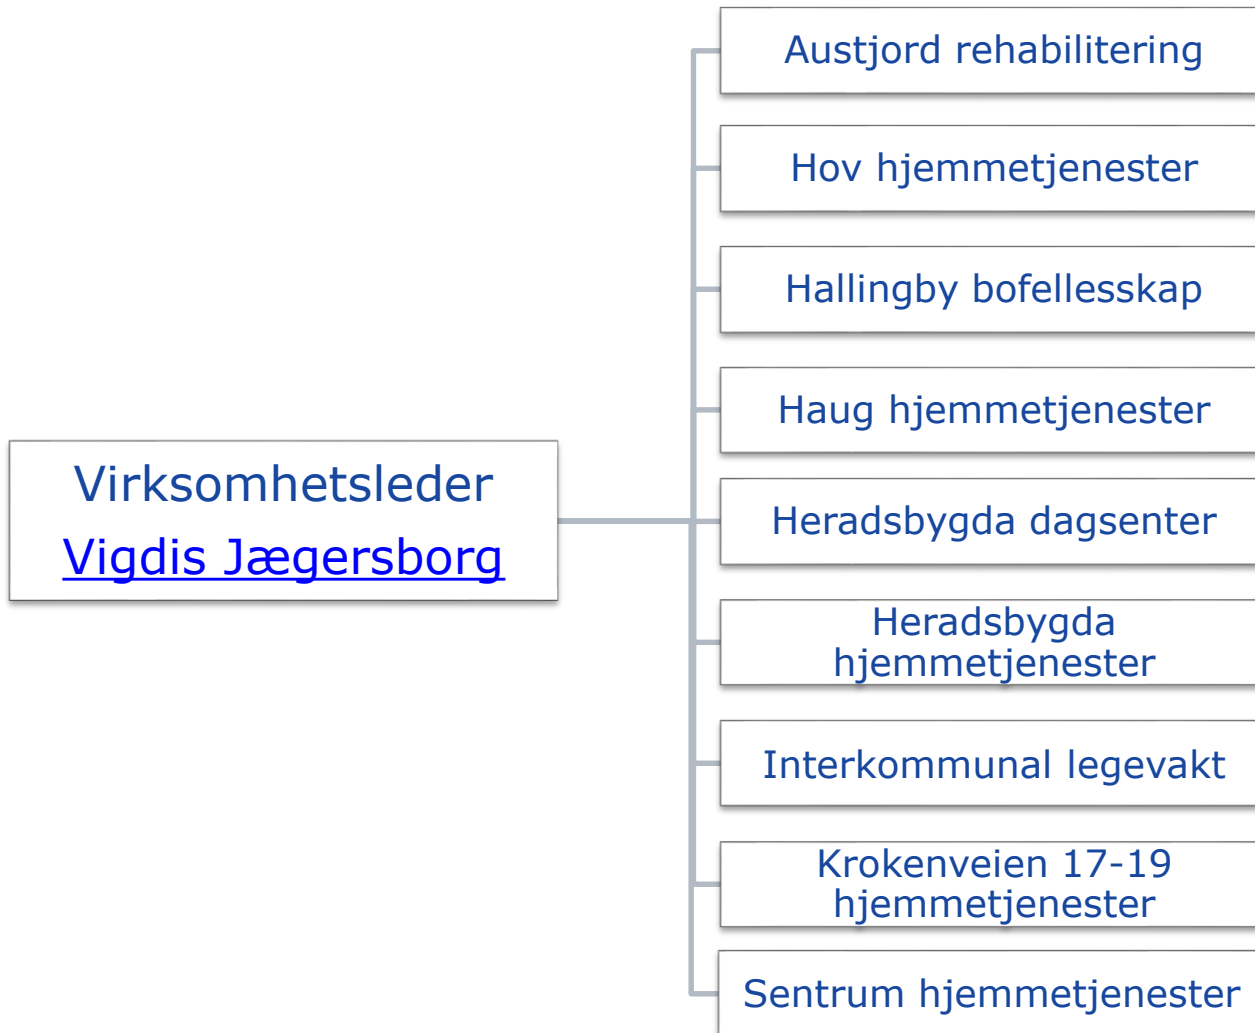 Austjord rehabilitering
Hov hjemmetjenester
Hallingby bofellesskap
Haug hjemmetjenester
Virksomhetsleder
Vigdis Jægersborg
Heradsbygda dagsenter
Heradsbygda
hjemmetjenester
Interkommunal legevakt
Krokenveien 17-19
hjemmetjenester
Sentrum hjemmetjenester